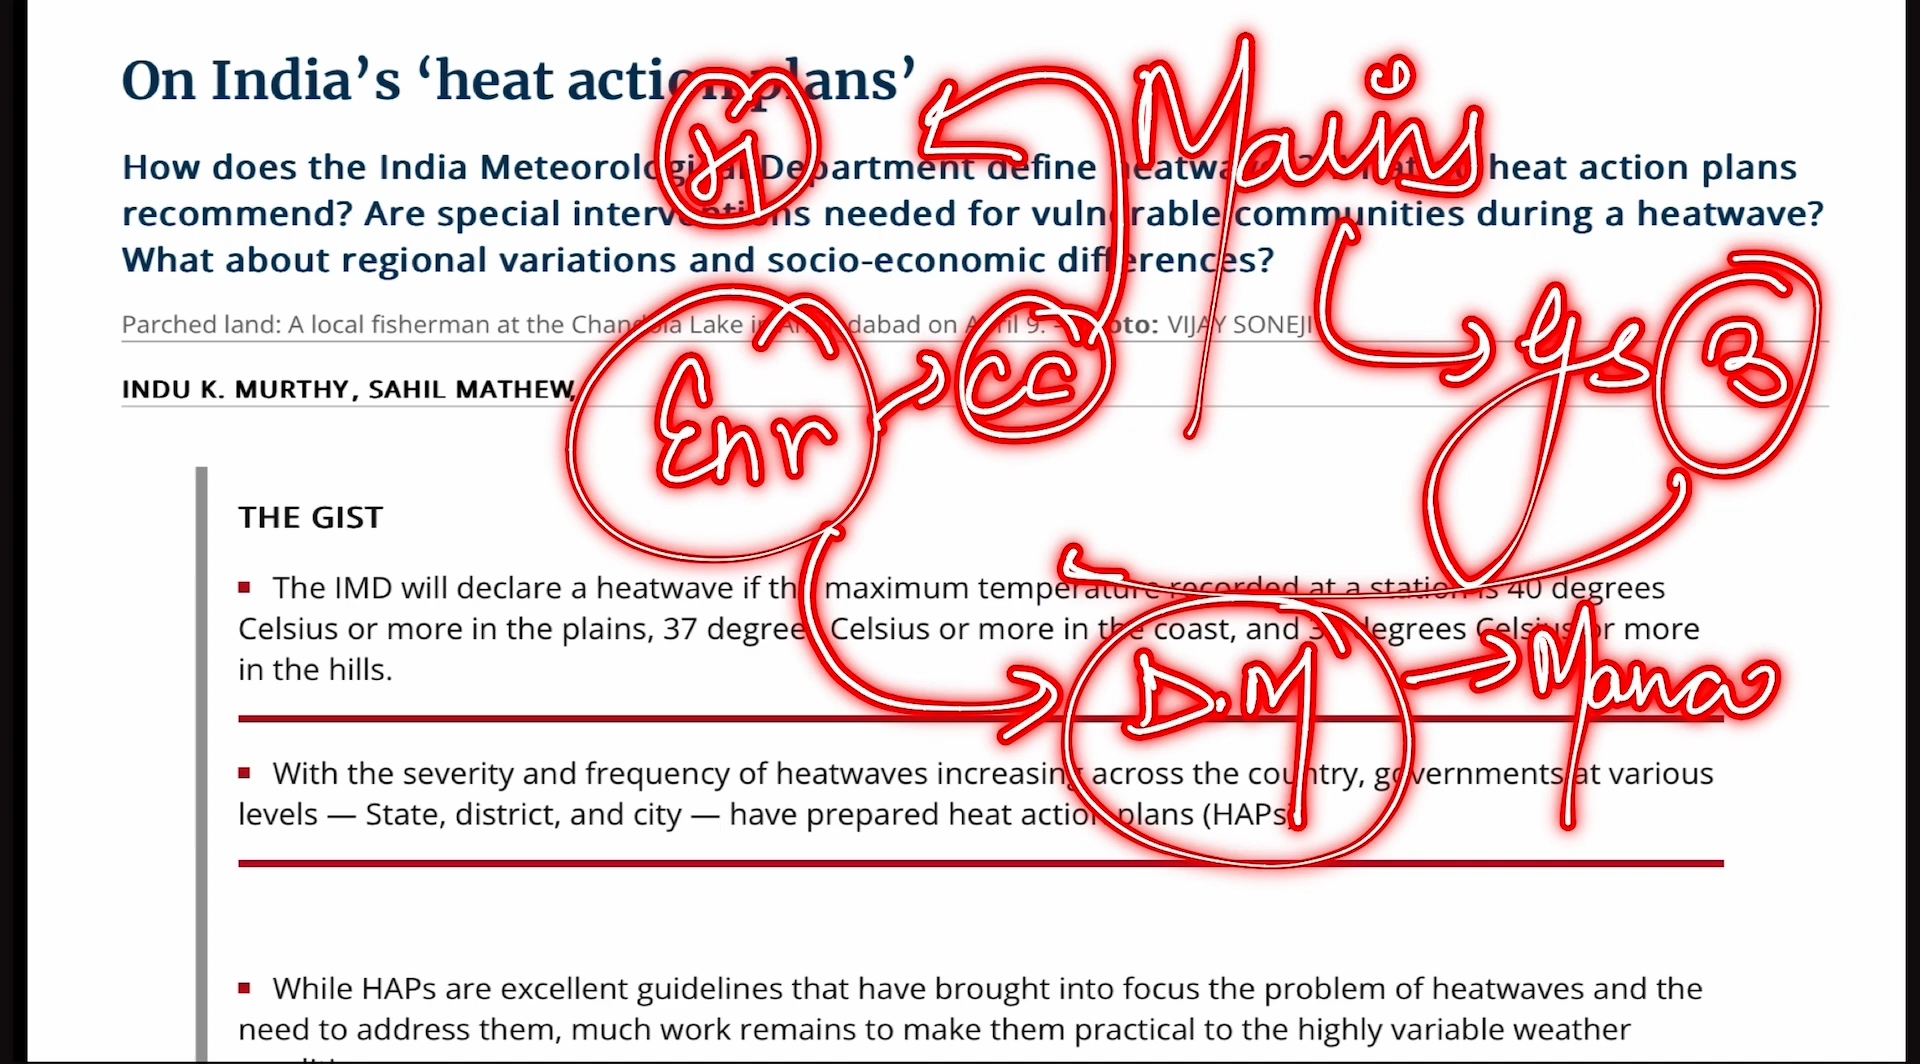 On India's 'heat action plans'
Mains
How does the India Meteorological Department define heat action plans
recommend? Are special interventions needed for vulnerable communities during a heatwave?
What about regional variations and socio-economic differences?
Parched land: A local fisherman at the Chandola Lake in Ahmedabad on April 9. Photo: VIJAY SONEJI
Env CC GS 3
INDU K. MURTHY, SAHIL MATHEW,
THE GIST
▪ The IMD will declare a heatwave if the maximum temperature recorded at a station is 40 degrees
Celsius or more in the plains, 37 degrees Celsius or more in the coast, and degrees Celsius or more
in the hills.
D.M
▪ With the severity and frequency of heatwaves increasing across the country, governments at various
levels — State, district, and city — have prepared heat action plans (HAPs)
▪ While HAPs are excellent guidelines that have brought into focus the problem of heatwaves and the
need to address them, much work remains to make them practical to the highly variable weather